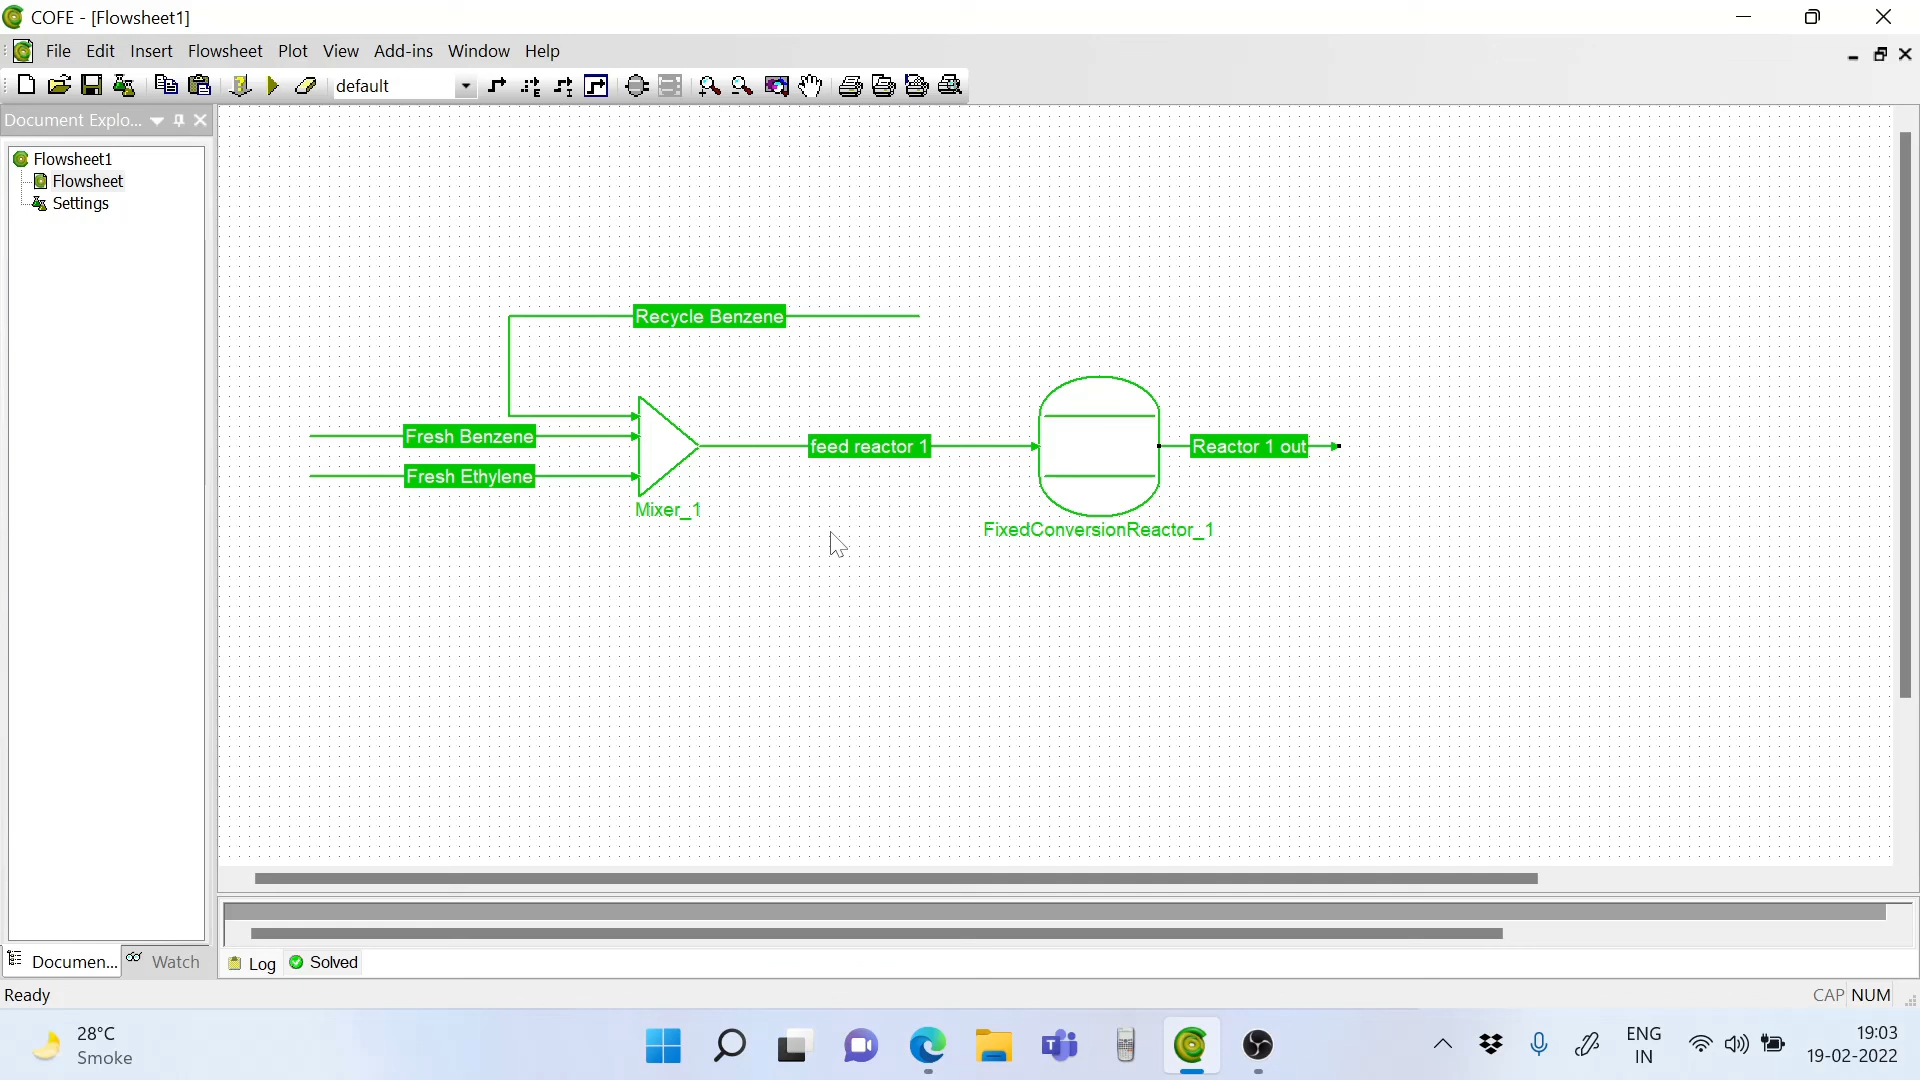 COFE - [Flowsheet1]
File Edit Insert Flowsheet Plot View Add-ins Window Help
default
Document Explo...
Flowsheet1
Flowsheet
Settings
Recycle Benzene
Fresh Benzene
feed reactor 1
Reactor 1 out
Fresh Ethylene
Mixer_1
FixedConversionReactor_1
Documen... Watch
Log Solved
Ready
CAP NUM
28°C
Smoke
ENG
IN
19:03
19-02-2022